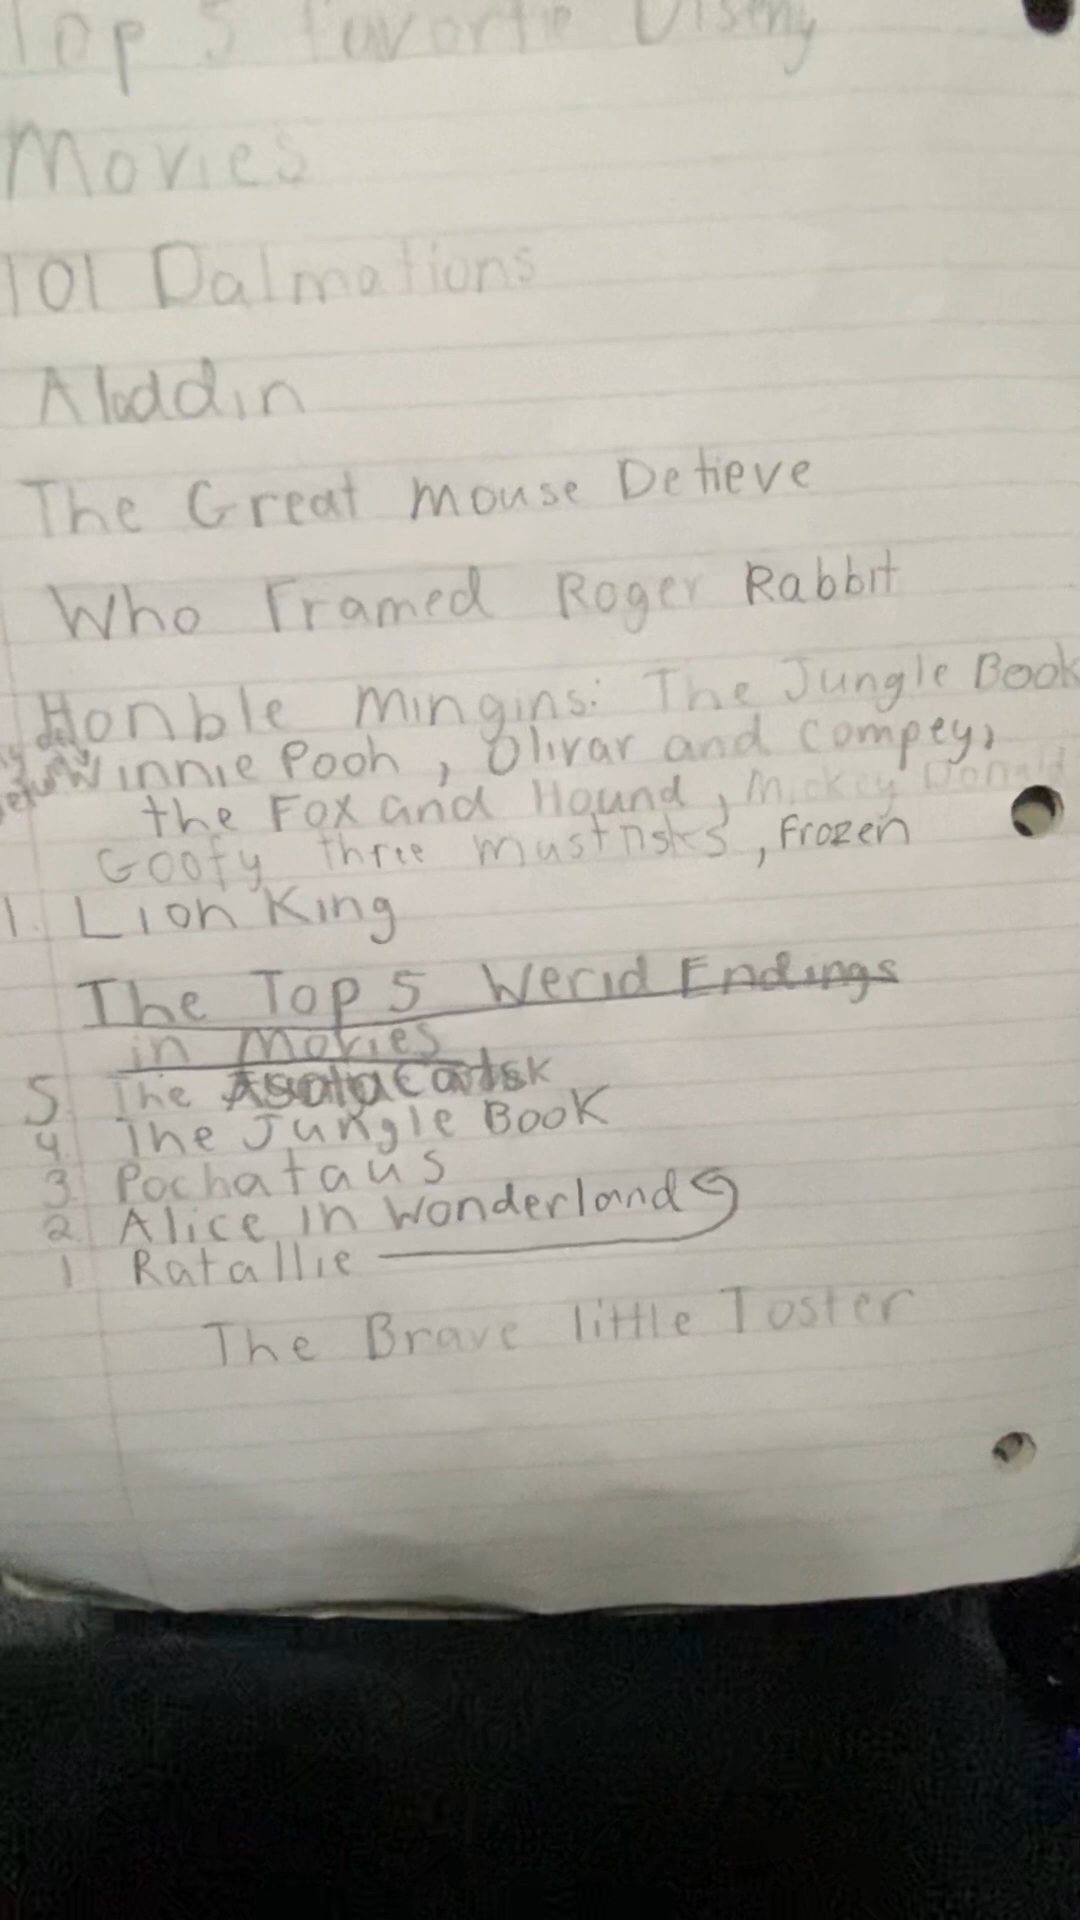 Top 5 favorte Diseny
Movies
101 Dalmations
Aladdin
The Great mouse Detieve
Who Framed Roger Rabbit
Honble mingins: The Jungle Book
Winnie Pooh, Olivar and compey,
the Fox and Hound, Mickey Donald
Goofy three , Frozen
1. Lion King
The Top 5 Werid Endings
in Movies
5. The
4. The Jungle Book
3. Pochataus
2. Alice in Wonderland
1 Ratallie
The Brave little Toster